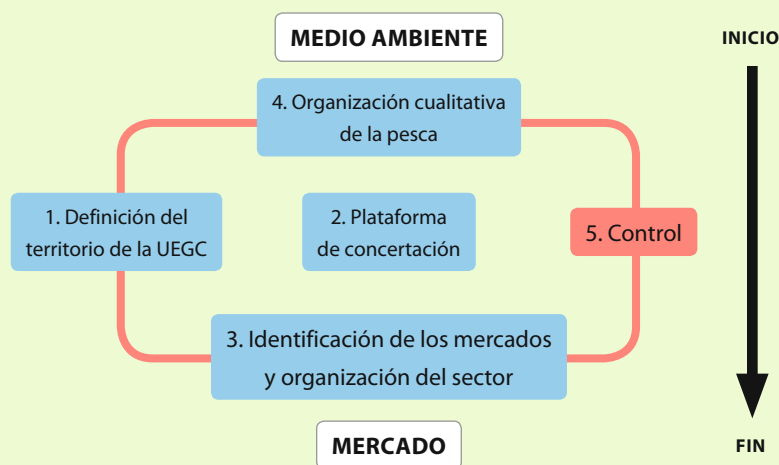 MEDIO AMBIENTE
INICIO
4. Organización cualitativa
de la pesca
1. Definición del
territorio de la UEGC
2. Plataforma
de concertación
5. Control
3. Identificación de los mercados
y organización del sector
MERCADO
FIN